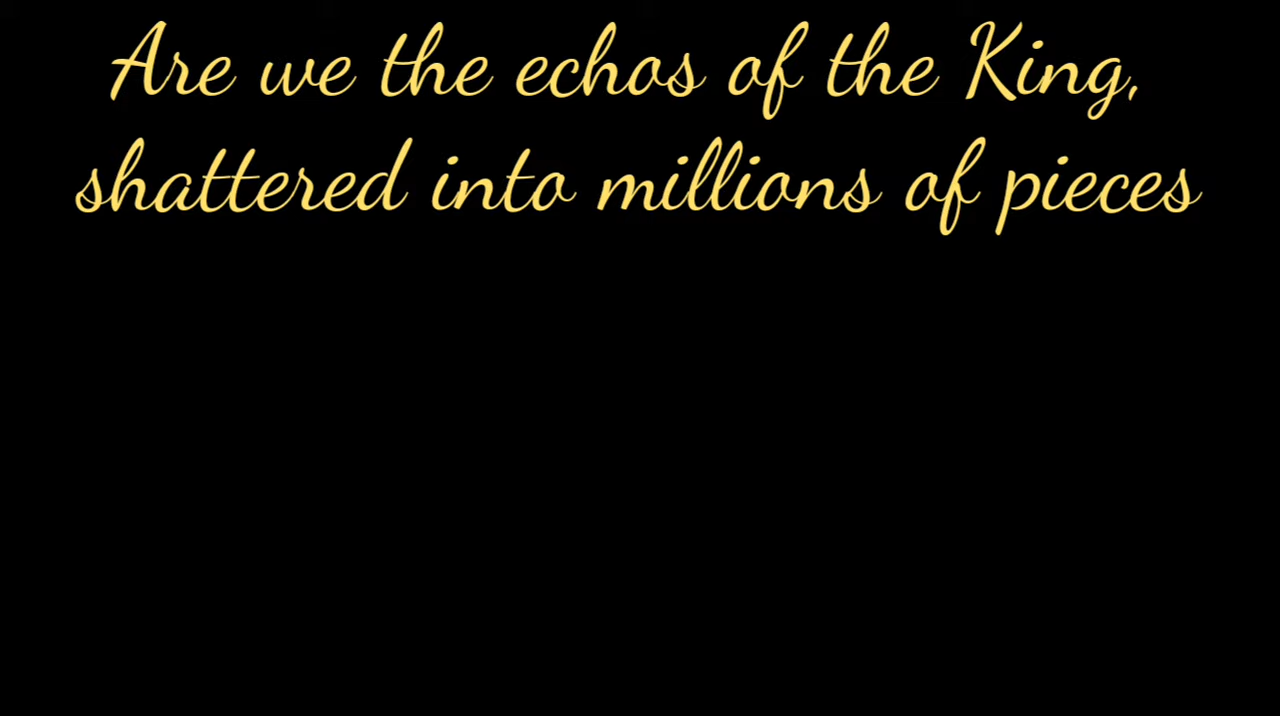 Are we the echos of the King,
shattered into millions of pieces